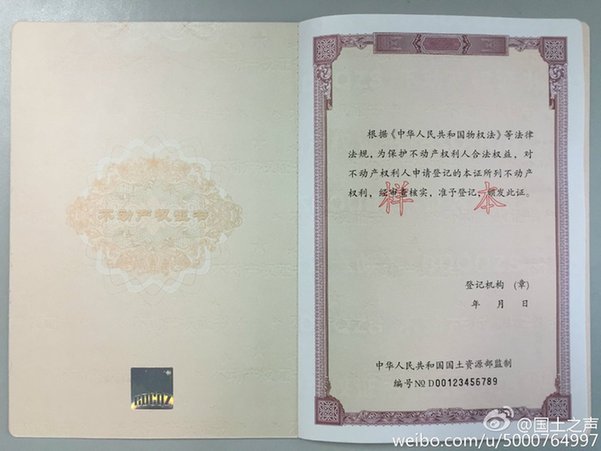 不动产权证书
BDCQZ
根据《中华人民共和国物权法》等法律
法规，为保护不动产权利人合法权益，对
不动产权利人申请登记的本证所列不动产
权利，经审查核实，准予登记，颁发此证。
样 本
登记机构 (章)
年 月 日
中华人民共和国国土资源部监制
编号 No D00123456789
@国土之声
weibo.com/u/5000764997